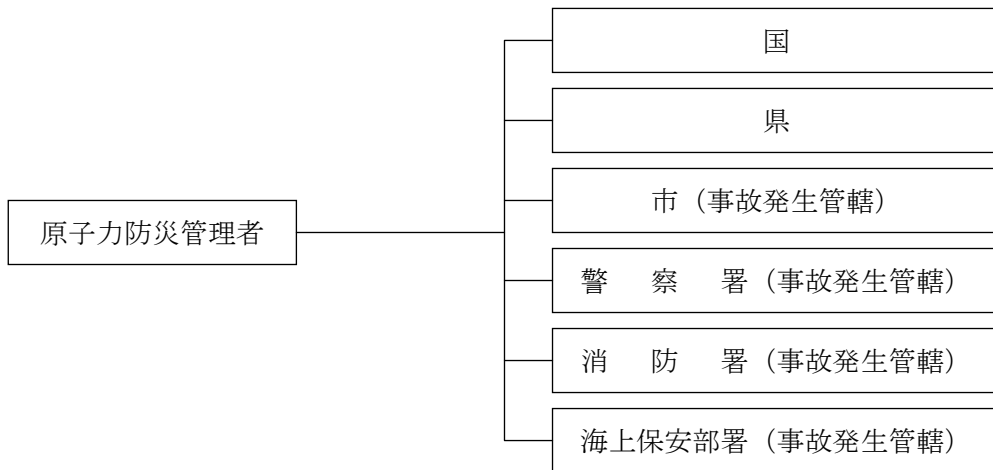 国
県
市（事故発生管轄）
原子力防災管理者
警察署（事故発生管轄）
消防署（事故発生管轄）
海上保安部署（事故発生管轄）